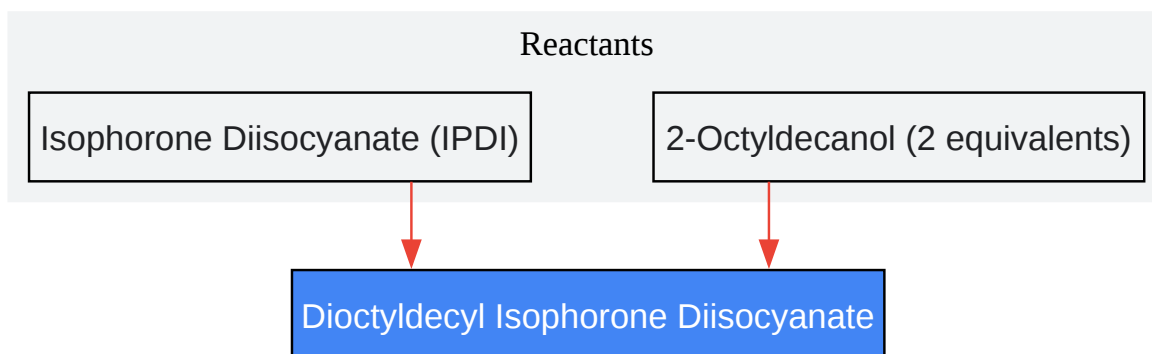 Reactants
Isophorone Diisocyanate (IPDI)
2-Octyldecanol (2 equivalents)
Dioctyldecyl Isophorone Diisocyanate